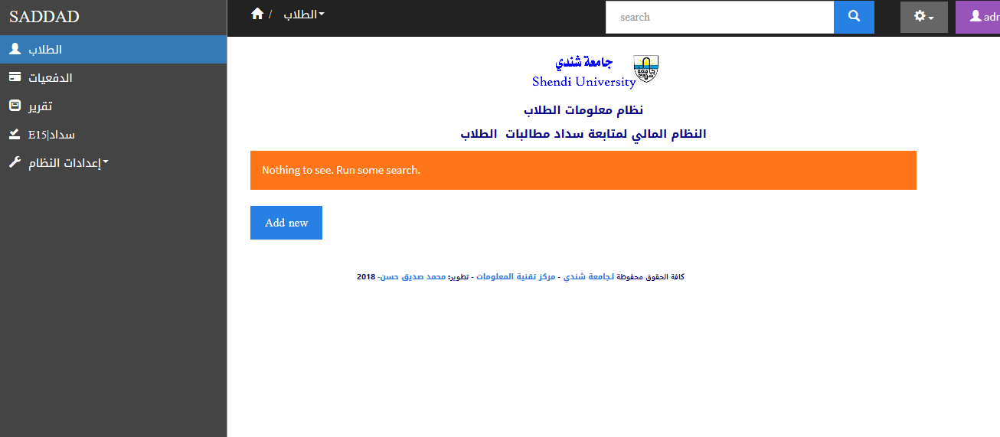 SADDAD
الطلاب
الدفعيات
تقرير
سداد|E15
إعدادات النظام
/ الطلاب
search
adr
جامعة شندي
Shendi University
نظام معلومات الطلاب
النظام المالي لمتابعة سداد مطالبات الطلاب
Nothing to see. Run some search.
Add new
كافة الحقوق محفوظة لجامعة شندي - مركز تقنية المعلومات - تطوير: محمد صديق حسن- 2018